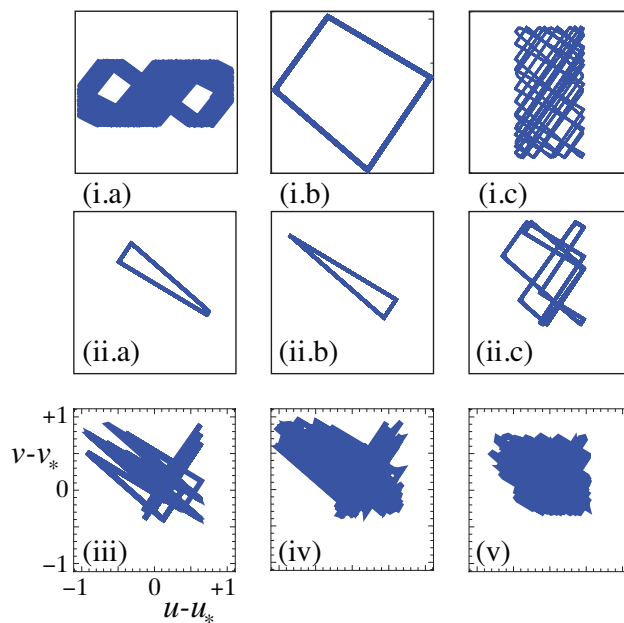 (i.a) (i.b) (i.c)
(ii.a) (ii.b) (ii.c)
+1
v-v*
0
-1
(iii) (iv) (v)
-1 0 +1
u-u*